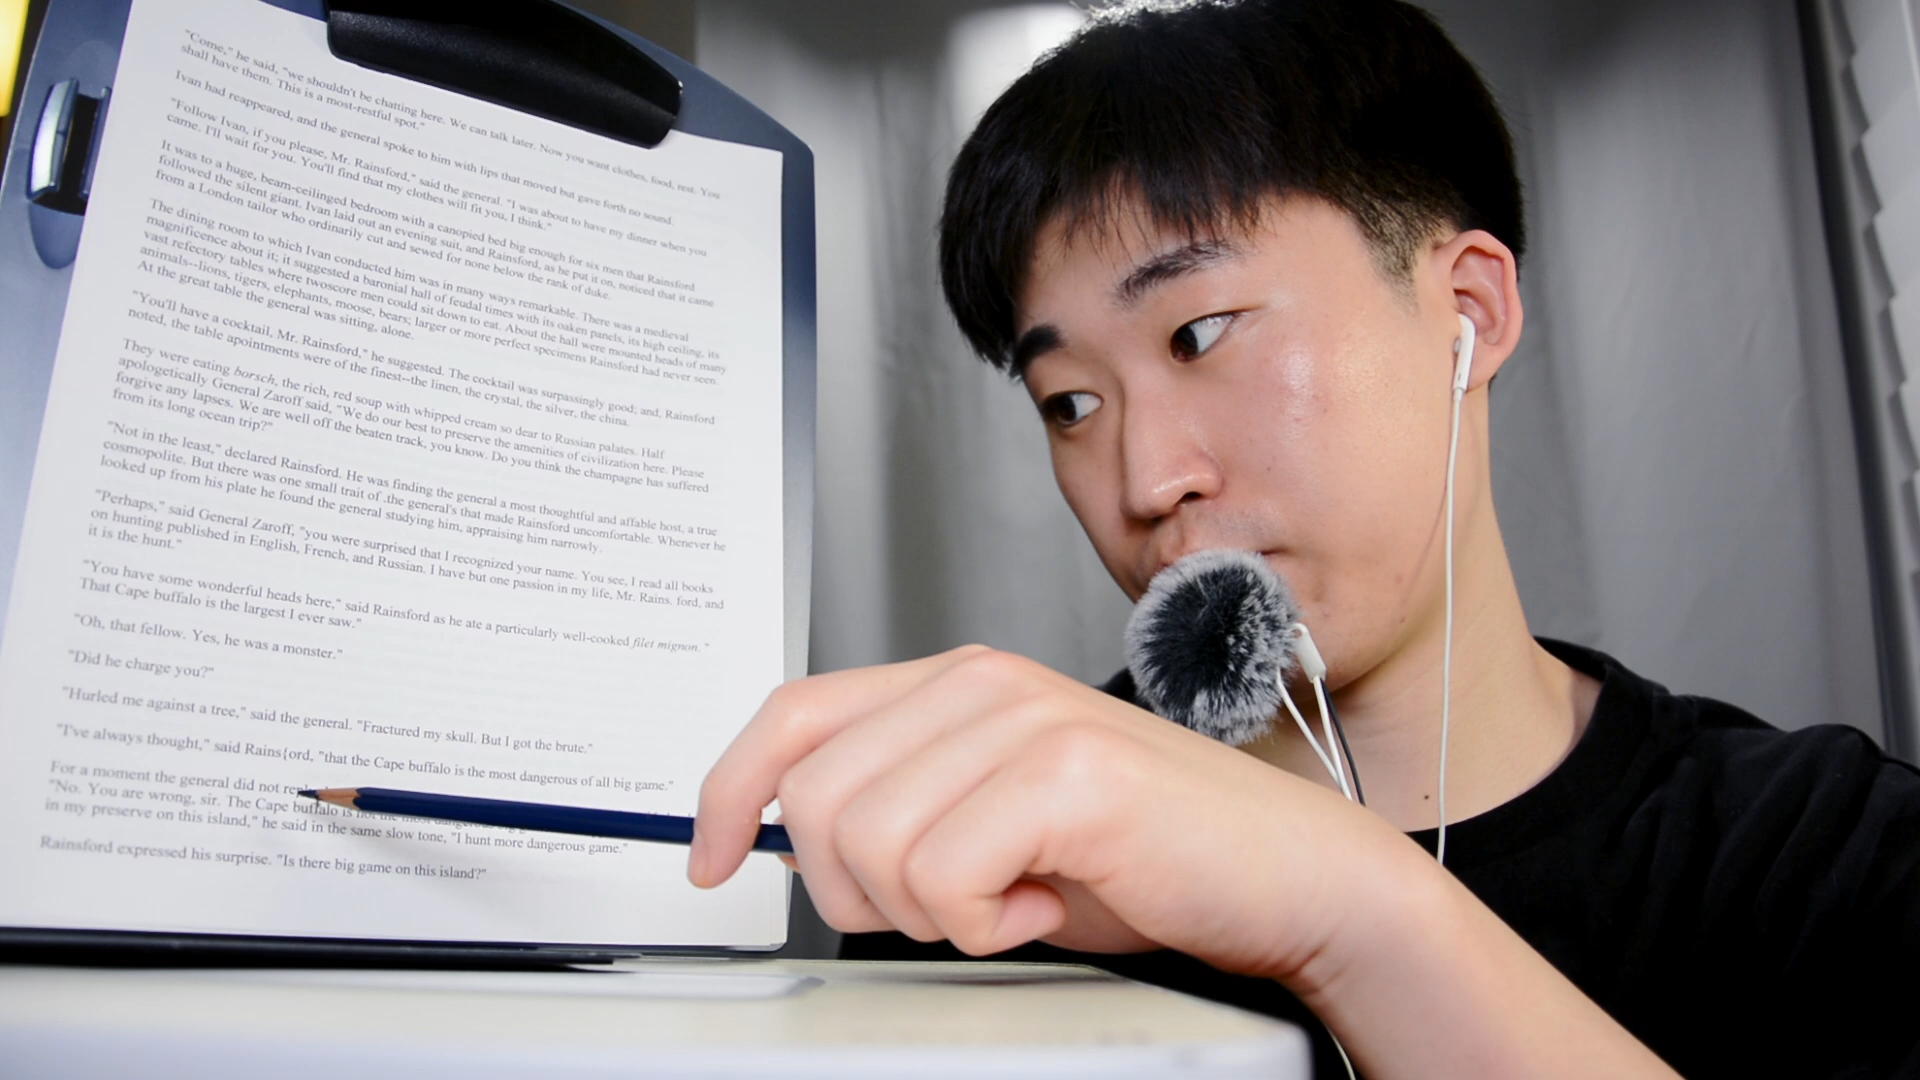 "Come," he said, "we shouldn't be chatting here. We can talk later. Now you want clothes, food, rest. You
shall have them. This is a most-restful spot."
Ivan had reappeared, and the general spoke to him with lips that moved but gave forth no sound.
"Follow Ivan, if you please, Mr. Rainsford," said the general. "I was about to have my dinner when you
came. I'll wait for you. You'll find that my clothes will fit you, I think."
It was to a huge, beam-ceilinged bedroom with a canopied bed big enough for six men that Rainsford
followed the silent giant. Ivan laid out an evening suit, and Rainsford, as he put it on, noticed that it came
from a London tailor who ordinarily cut and sewed for none below the rank of duke.
The dining room to which Ivan conducted him was in many ways remarkable. There was a medieval
magnificence about it; it suggested a baronial hall of feudal times with its oaken panels, its high ceiling, its
vast refectory tables where twoscore men could sit down to eat. About the hall were mounted heads of many
animals--lions, tigers, elephants, moose, bears; larger or more perfect specimens Rainsford had never seen.
At the great table the general was sitting, alone.
"You'll have a cocktail, Mr. Rainsford," he suggested. The cocktail was surpassingly good; and, Rainsford
noted, the table apointments were of the finest--the linen, the crystal, the silver, the china.
They were eating borsch, the rich, red soup with whipped cream so dear to Russian palates. Half
apologetically General Zaroff said, "We do our best to preserve the amenities of civilization here. Please
forgive any lapses. We are well off the beaten track, you know. Do you think the champagne has suffered
from its long ocean trip?"
"Not in the least," declared Rainsford. He was finding the general a most thoughtful and affable host, a true
cosmopolite. But there was one small trait of .the general's that made Rainsford uncomfortable. Whenever he
looked up from his plate he found the general studying him, appraising him narrowly.
"Perhaps," said General Zaroff, "you were surprised that I recognized your name. You see, I read all books
on hunting published in English, French, and Russian. I have but one passion in my life, Mr. Rains. ford, and
it is the hunt."
"You have some wonderful heads here," said Rainsford as he ate a particularly well-cooked filet mignon. "
That Cape buffalo is the largest I ever saw."
"Oh, that fellow. Yes, he was a monster."
"Did he charge you?"
"Hurled me against a tree," said the general. "Fractured my skull. But I got the brute."
"I've always thought," said Rains{ord, "that the Cape buffalo is the most dangerous of all big game."
For a moment the general did not
"No. You are wrong, sir. The Cape buffalo is not the most dangerous big
in my preserve on this island," he said in the same slow tone, "I hunt more dangerous game."
Rainsford expressed his surprise. "Is there big game on this island?"